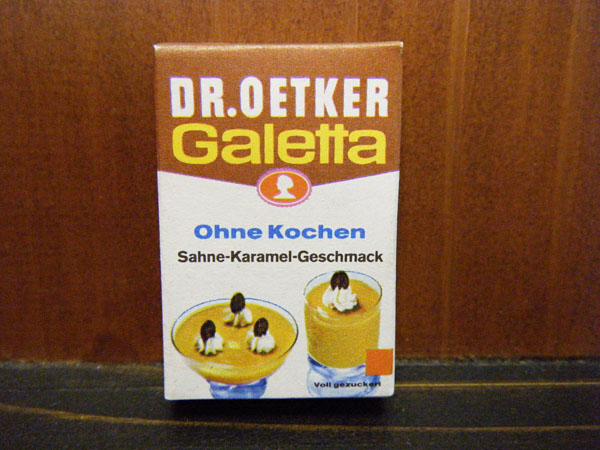 DR.OETKER
Galetta
Ohne Kochen
Sahne-Karamel-Geschmack
Voll gezuckert